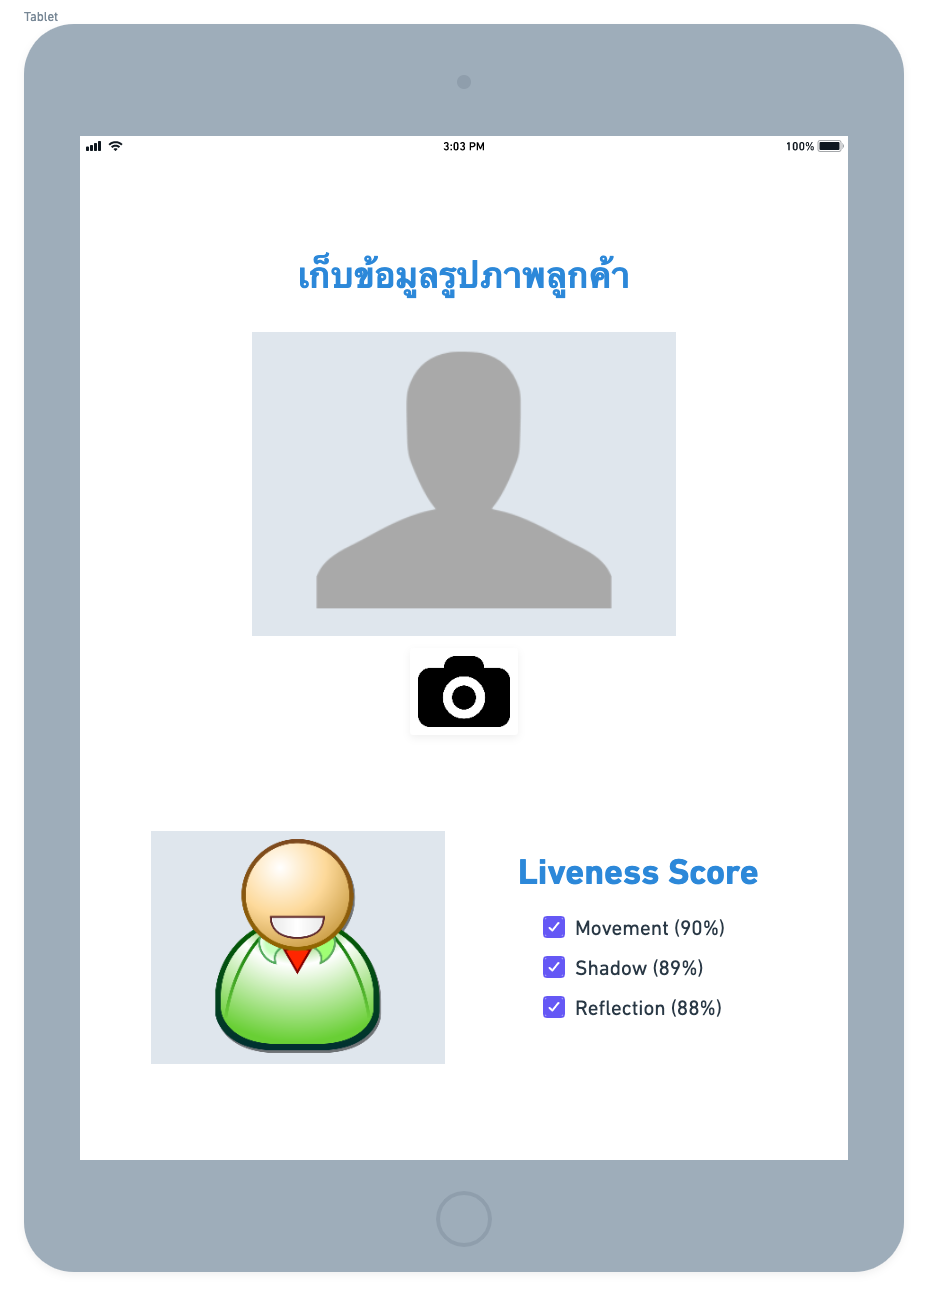 Tablet
3:03 PM
100%
เก็บข้อมูลรูปภาพลูกค้า
Liveness Score
Movement (90%)
Shadow (89%)
Reflection (88%)